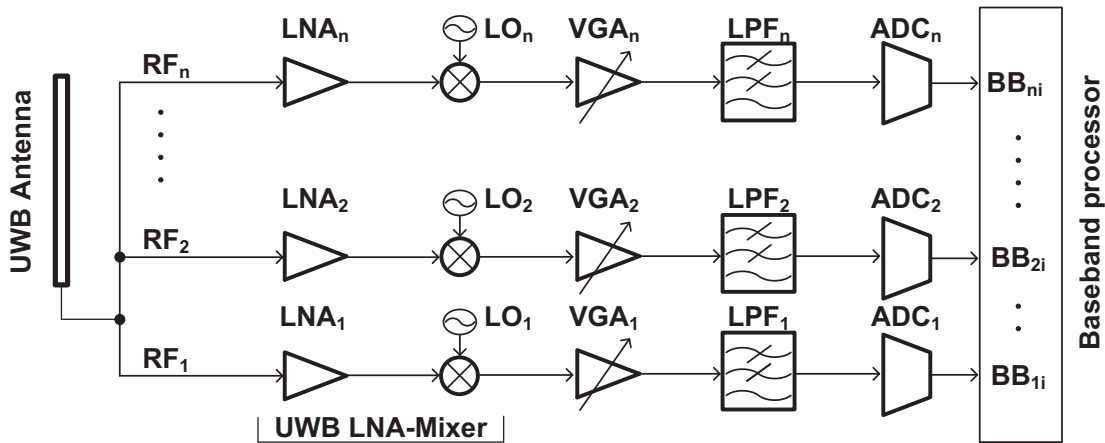 LNAn LOn VGAn LPFn ADCn
RFn
BBni
UWB Antenna
LNA2 LO2 VGA2 LPF2 ADC2
RF2
BB2i
LNA1 LO1 VGA1 LPF1 ADC1
RF1
BB1i
UWB LNA-Mixer
Baseband processor